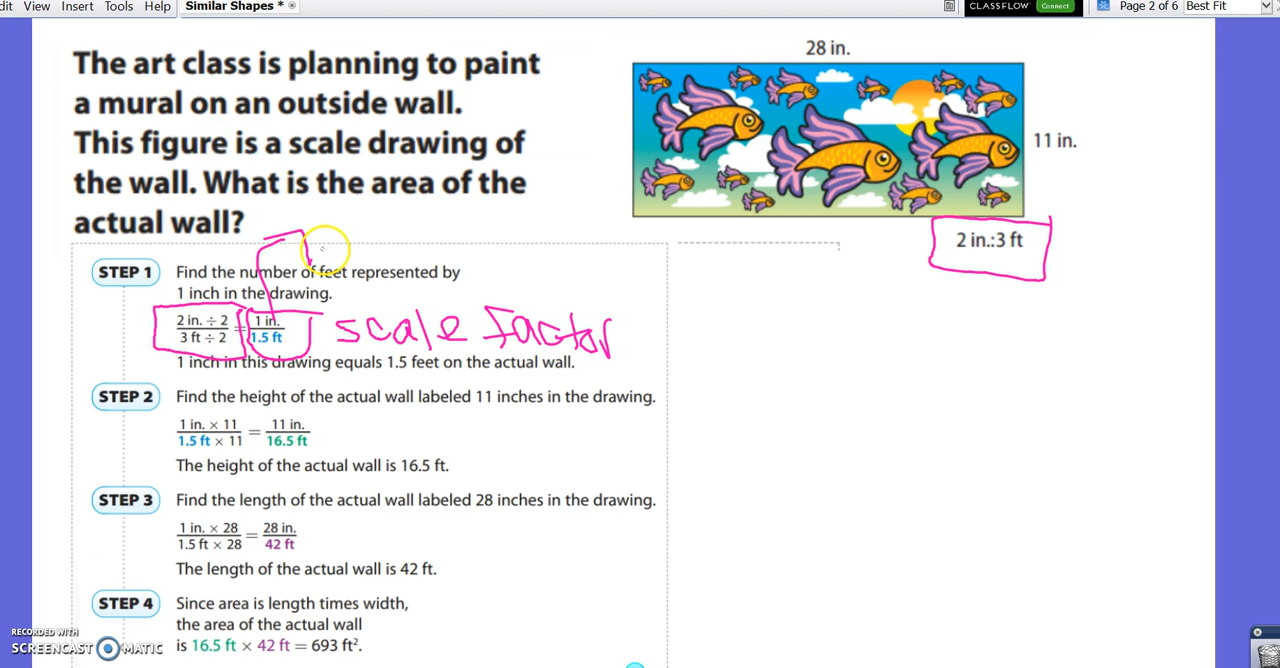 dit View Insert Tools Help Similar Shapes * CLASSFLOW Connect Page 2 of 6 Best Fit
The art class is planning to paint
a mural on an outside wall.
This figure is a scale drawing of
the wall. What is the area of the
actual wall?
28 in.
11 in.
2 in.:3 ft
STEP 1 Find the number of feet represented by
1 inch in the drawing.
2 in. ÷ 2 1 in.
=
3 ft ÷ 2 1.5 ft
scale factor
1 inch in this drawing equals 1.5 feet on the actual wall.
STEP 2 Find the height of the actual wall labeled 11 inches in the drawing.
1 in. × 11 11 in.
=
1.5 ft × 11 16.5 ft
The height of the actual wall is 16.5 ft.
STEP 3 Find the length of the actual wall labeled 28 inches in the drawing.
1 in. × 28 28 in.
=
1.5 ft × 28 42 ft
The length of the actual wall is 42 ft.
STEP 4 Since area is length times width,
the area of the actual wall
is 16.5 ft × 42 ft = 693 ft².
RECORDED WITH
SCREENCAST MATIC